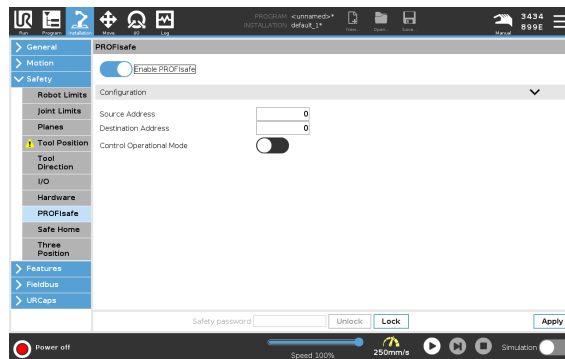 PROGRAM <unnamed>*
INSTALLATION default_1*
3434
899E
Run
Program
Installation
Move
I/O
Log
New...
Open...
Save...
Manual
General
Motion
Safety
Robot Limits
Joint Limits
Planes
Tool Position
Tool
Direction
I/O
Hardware
PROFIsafe
Safe Home
Three
Position
Features
Fieldbus
URCaps
PROFIsafe
Enable PROFIsafe
Configuration
Source Address 0
Destination Address 0
Control Operational Mode
Safety password Unlock Lock Apply
Power off
Speed 100%
250mm/s
Simulation